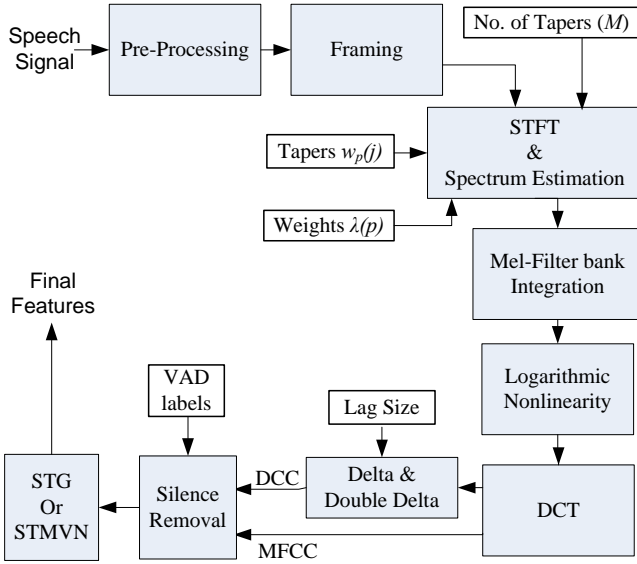 Speech
Signal
Pre-Processing
Framing
No. of Tapers (M)
STFT
&
Spectrum Estimation
Tapers w_p(j)
Weights λ(p)
Mel-Filter bank
Integration
Final
Features
Logarithmic
Nonlinearity
VAD
labels
Lag Size
STG
Or
STMVN
Silence
Removal
DCC
MFCC
Delta &
Double Delta
DCT